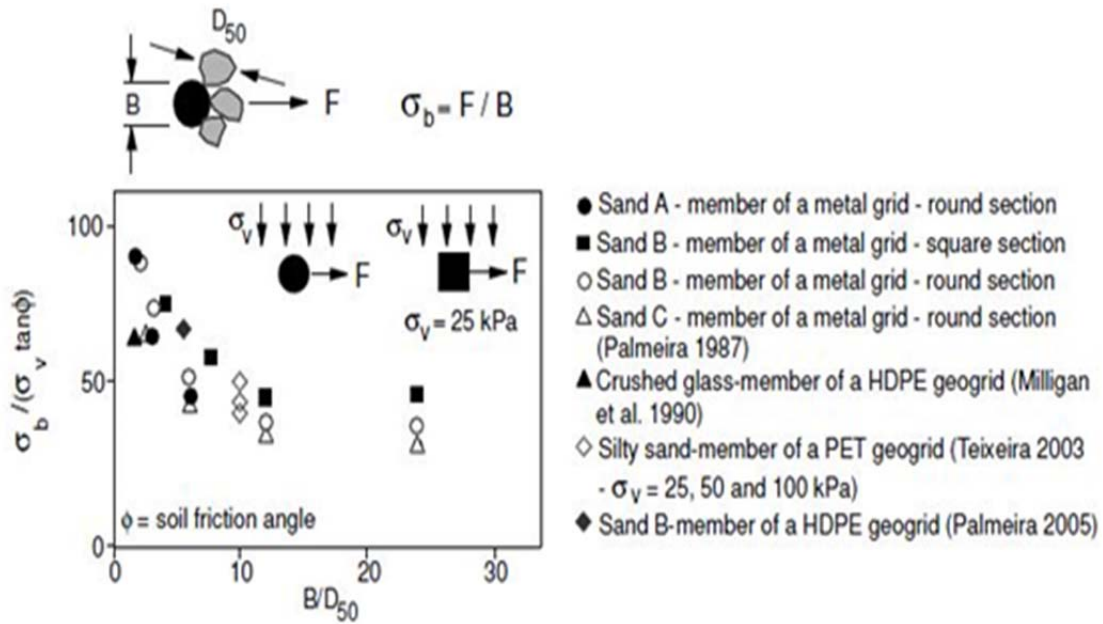 D50
B
F
σb = F / B
100
50
0
σb /(σv tanϕ)
σv
F
σv
F
σv = 25 kPa
ϕ = soil friction angle
0
10
20
30
B/D50
Sand A - member of a metal grid - round section
Sand B - member of a metal grid - square section
Sand B - member of a metal grid - round section
Sand C - member of a metal grid - round section
(Palmeira 1987)
Crushed glass-member of a HDPE geogrid (Milligan
et al. 1990)
Silty sand-member of a PET geogrid (Teixeira 2003
- σv = 25, 50 and 100 kPa)
Sand B-member of a HDPE geogrid (Palmeira 2005)